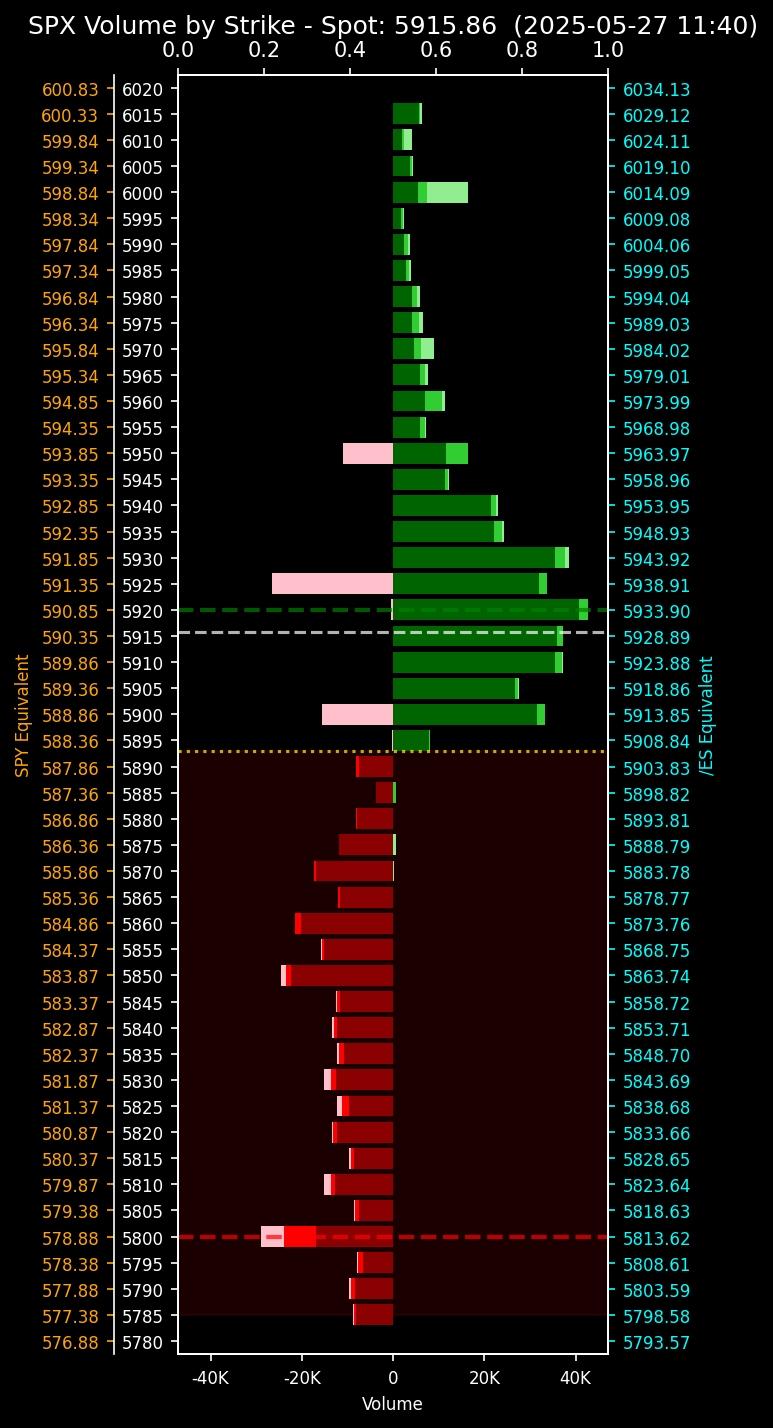 SPX Volume by Strike - Spot: 5915.86 (2025-05-27 11:40)
0.0 0.2 0.4 0.6 0.8 1.0
600.83 6020 6034.13
600.33 6015 6029.12
599.84 6010 6024.11
599.34 6005 6019.10
598.84 6000 6014.09
598.34 5995 6009.08
597.84 5990 6004.06
597.34 5985 5999.05
596.84 5980 5994.04
596.34 5975 5989.03
595.84 5970 5984.02
595.34 5965 5979.01
594.85 5960 5973.99
594.35 5955 5968.98
593.85 5950 5963.97
593.35 5945 5958.96
592.85 5940 5953.95
592.35 5935 5948.93
591.85 5930 5943.92
591.35 5925 5938.91
590.85 5920 5933.90
590.35 5915 5928.89
589.86 5910 5923.88
589.36 5905 5918.86
588.86 5900 5913.85
588.36 5895 5908.84
587.86 5890 5903.83
587.36 5885 5898.82
586.86 5880 5893.81
586.36 5875 5888.79
585.86 5870 5883.78
585.36 5865 5878.77
584.86 5860 5873.76
584.37 5855 5868.75
583.87 5850 5863.74
583.37 5845 5858.72
582.87 5840 5853.71
582.37 5835 5848.70
581.87 5830 5843.69
581.37 5825 5838.68
580.87 5820 5833.66
580.37 5815 5828.65
579.87 5810 5823.64
579.38 5805 5818.63
578.88 5800 5813.62
578.38 5795 5808.61
577.88 5790 5803.59
577.38 5785 5798.58
576.88 5780 5793.57
SPY Equivalent
/ES Equivalent
-40K -20K 0 20K 40K
Volume